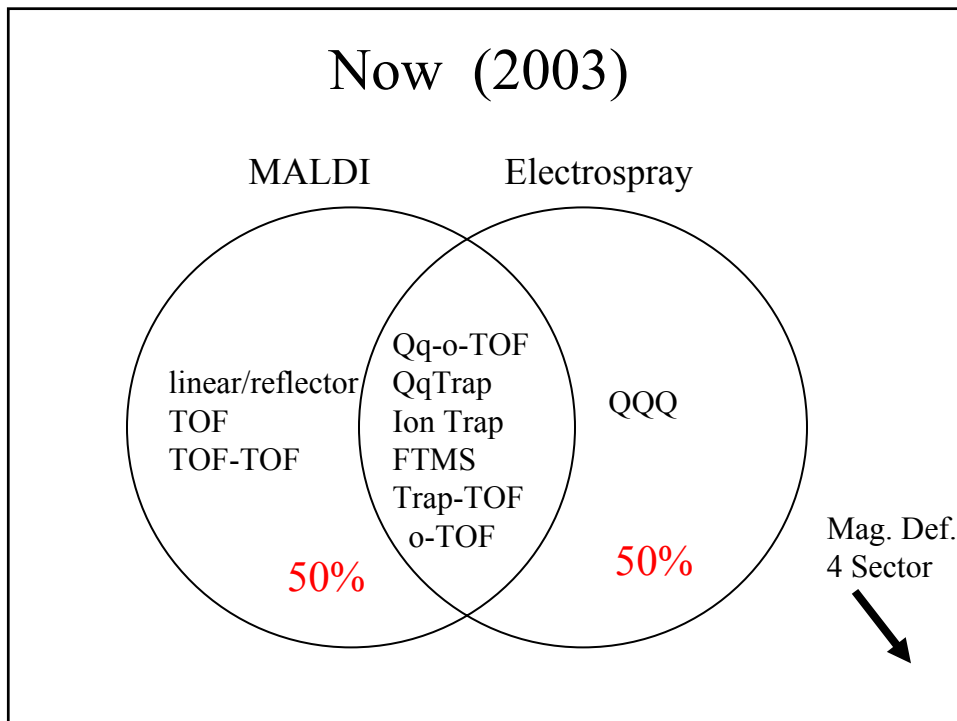 Now (2003)
MALDI
Electrospray
linear/reflector
TOF
TOF-TOF
Qq-o-TOF
QqTrap
Ion Trap
FTMS
Trap-TOF
o-TOF
QQQ
50%
50%
Mag. Def.
4 Sector